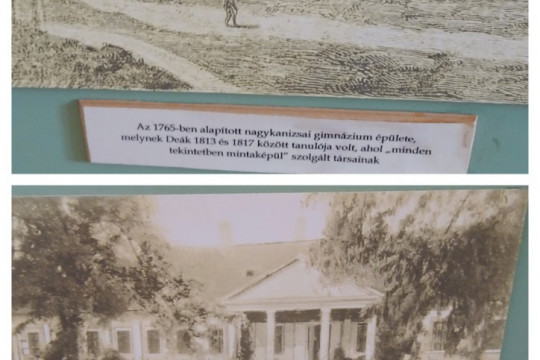 Az 1765-ben alapított nagykanizsai gimnázium épülete,
melynek Deák 1813 és 1817 között tanulója volt, ahol „minden
tekintetben mintaképül" szolgált társainak